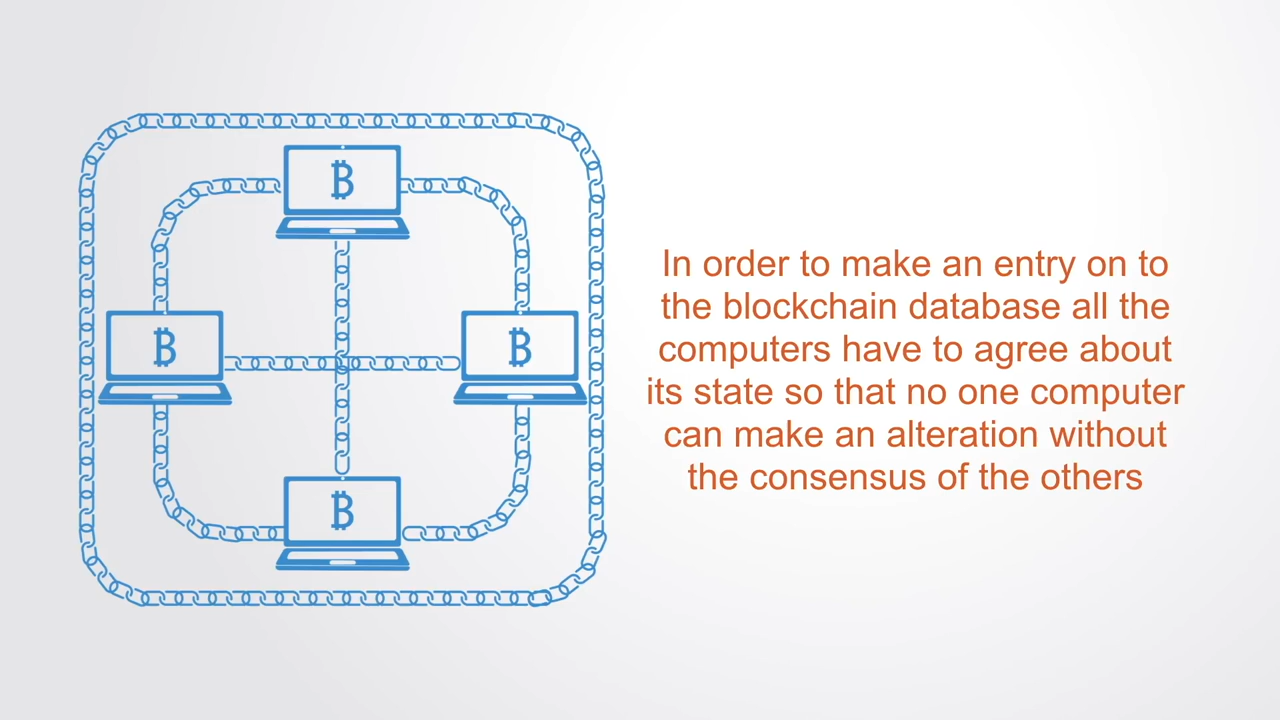 In order to make an entry on to
the blockchain database all the
computers have to agree about
its state so that no one computer
can make an alteration without
the consensus of the others